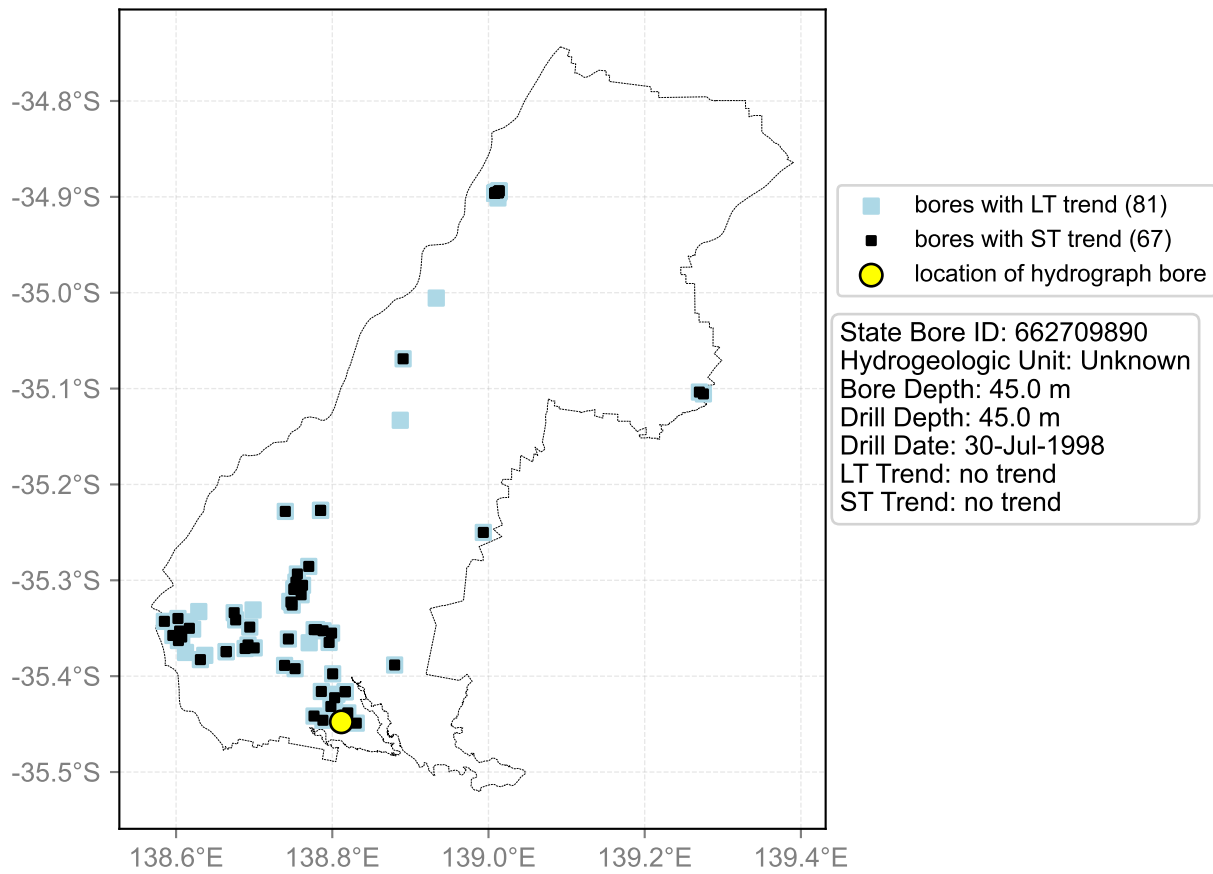 -34.8°S
-34.9°S
-35.0°S
-35.1°S
-35.2°S
-35.3°S
-35.4°S
-35.5°S
138.6°E 138.8°E 139.0°E 139.2°E 139.4°E
bores with LT trend (81)
bores with ST trend (67)
location of hydrograph bore
State Bore ID: 662709890
Hydrogeologic Unit: Unknown
Bore Depth: 45.0 m
Drill Depth: 45.0 m
Drill Date: 30-Jul-1998
LT Trend: no trend
ST Trend: no trend